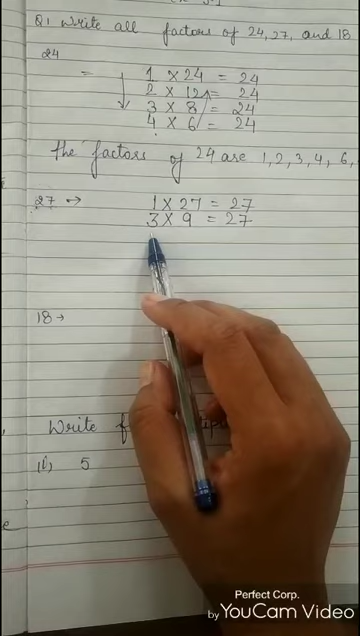 Q1 Write all factors of 24, 27, and 18
24
= 1 × 24 = 24
2 × 12 = 24
3 × 8 = 24
4 × 6 = 24
The factors of 24 are 1, 2, 3, 4, 6,
27 ↔ 1 × 27 = 27
3 × 9 = 27
18 →
Write
(i) 5
Perfect Corp.
by YouCam Video